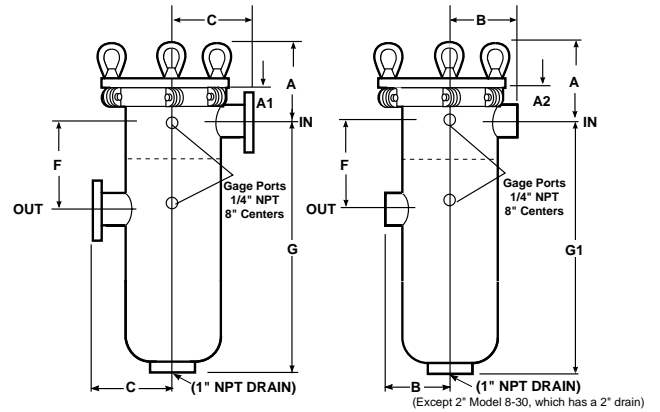 C
B
A
A
A1
A2
IN
IN
F
F
Gage Ports
1/4" NPT
8" Centers
Gage Ports
1/4" NPT
8" Centers
OUT
OUT
G
G1
C
(1" NPT DRAIN)
B
(1" NPT DRAIN)
(Except 2" Model 8-30, which has a 2" drain)